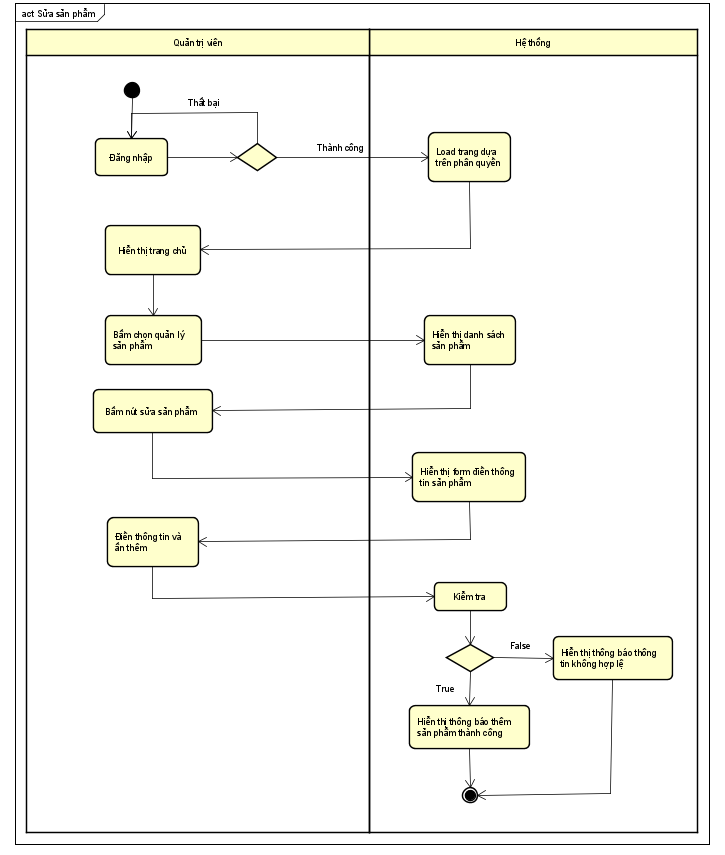 act Sửa sản phẩm
Quản trị viên
Hệ thống
Thất bại
Đăng nhập
Thành công
Load trang dựa
trên phân quyền
Hiển thị trang chủ
Bấm chọn quản lý
sản phẩm
Hiển thị danh sách
sản phẩm
Bấm nút sửa sản phẩm
Hiển thị form điền thông
tin sản phẩm
Điền thông tin và
ấn thêm
Kiểm tra
False
Hiển thị thông báo thông
tin không hợp lệ
True
Hiển thị thông báo thêm
sản phẩm thành công